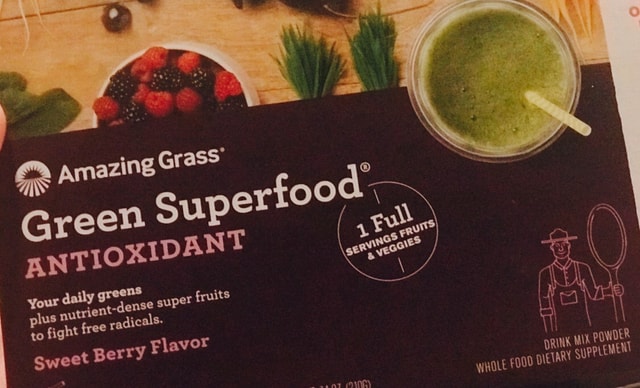 Amazing Grass®
Green Superfood®
ANTIOXIDANT
1 Full
SERVINGS FRUITS
& VEGGIES
Your daily greens
plus nutrient-dense super fruits
to fight free radicals.
Sweet Berry Flavor
DRINK MIX POWDER
WHOLE FOOD DIETARY SUPPLEMENT
(210G)